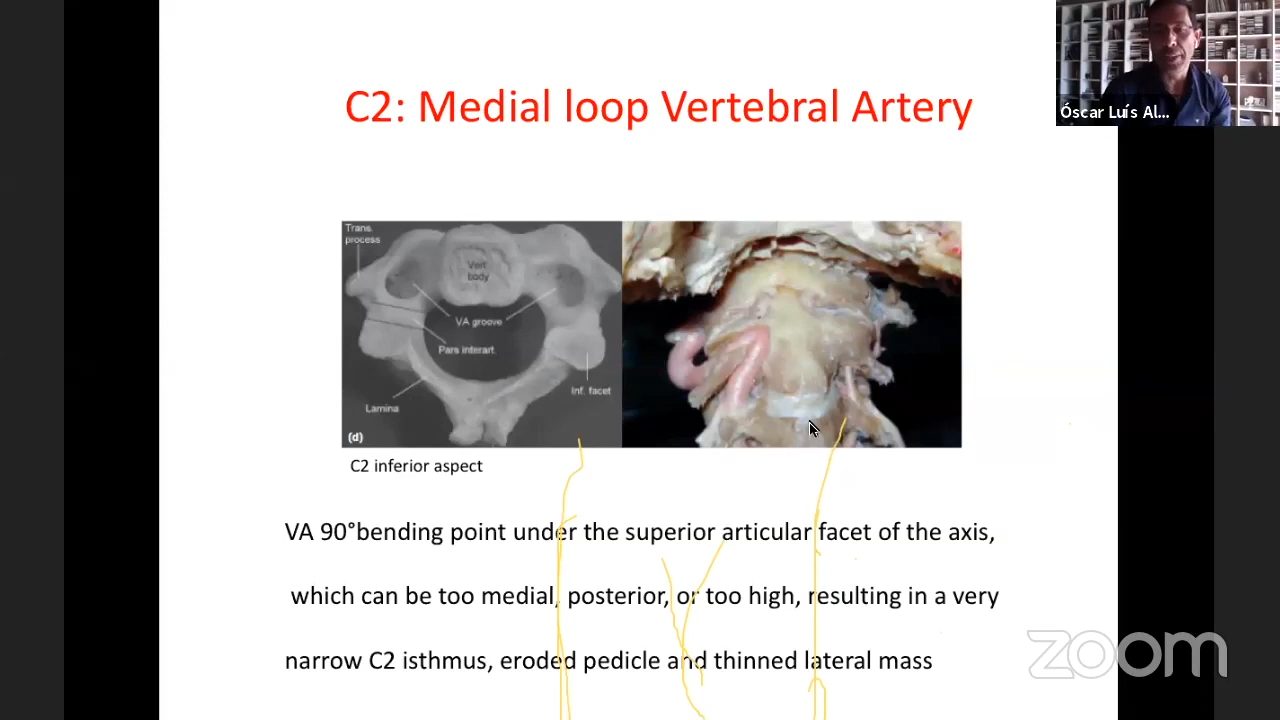 Óscar Luís Al...
C2: Medial loop Vertebral Artery
Trans.
process
Vert
body
VA groove
Pars interart.
Inf. facet
Lamina
(d)
C2 inferior aspect
VA 90°bending point under the superior articular facet of the axis,
which can be too medial, posterior, or too high, resulting in a very
narrow C2 isthmus, eroded pedicle and thinned lateral mass
zoom